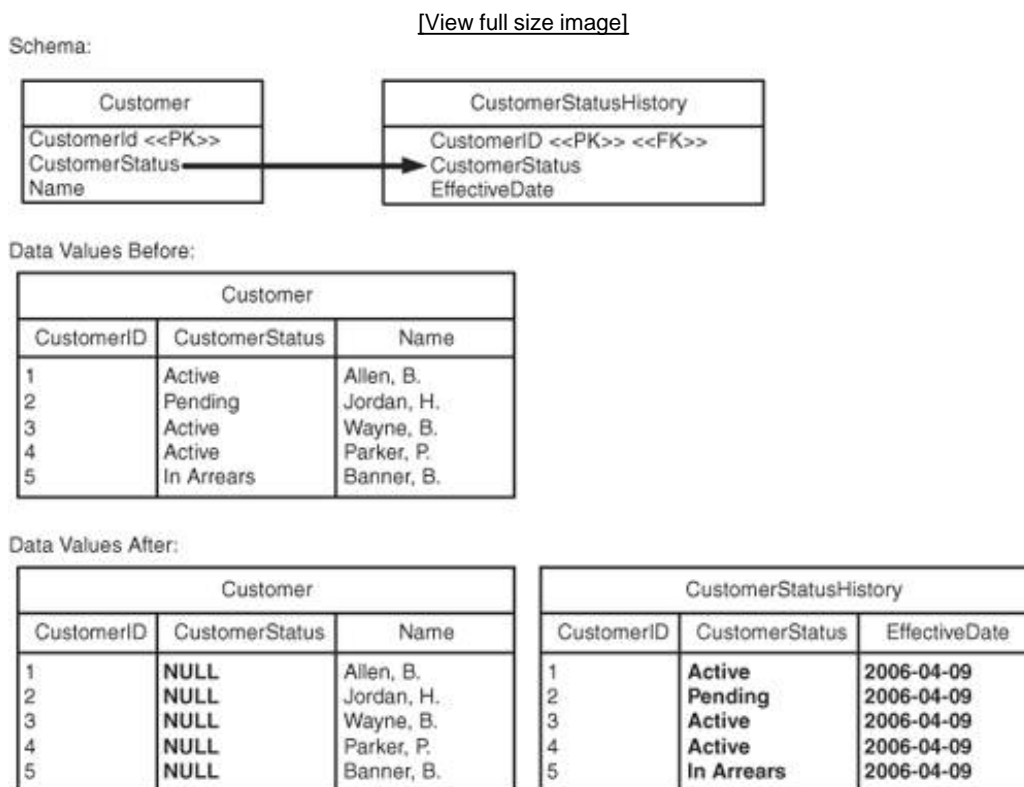 [View full size image]
Schema:
Customer
CustomerId <<PK>>
CustomerStatus
Name
CustomerStatusHistory
CustomerID <<PK>> <<FK>>
CustomerStatus
EffectiveDate
Data Values Before:
Customer
CustomerID CustomerStatus Name
1 Active Allen, B.
2 Pending Jordan, H.
3 Active Wayne, B.
4 Active Parker, P.
5 In Arrears Banner, B.
Data Values After:
Customer
CustomerID CustomerStatus Name
1 NULL Allen, B.
2 NULL Jordan, H.
3 NULL Wayne, B.
4 NULL Parker, P.
5 NULL Banner, B.
CustomerStatusHistory
CustomerID CustomerStatus EffectiveDate
1 Active 2006-04-09
2 Pending 2006-04-09
3 Active 2006-04-09
4 Active 2006-04-09
5 In Arrears 2006-04-09